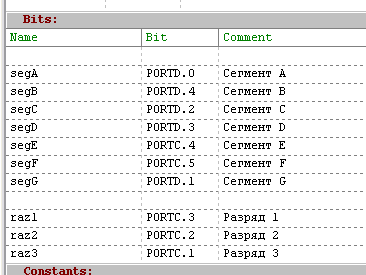 Bits:
Name Bit Comment
segA PORTD.0 Сегмент A
segB PORTD.4 Сегмент B
segC PORTD.2 Сегмент C
segD PORTD.3 Сегмент D
segE PORTC.4 Сегмент E
segF PORTC.5 Сегмент F
segG PORTD.1 Сегмент G
raz1 PORTC.3 Разряд 1
raz2 PORTC.2 Разряд 2
raz3 PORTC.1 Разряд 3
Constants: